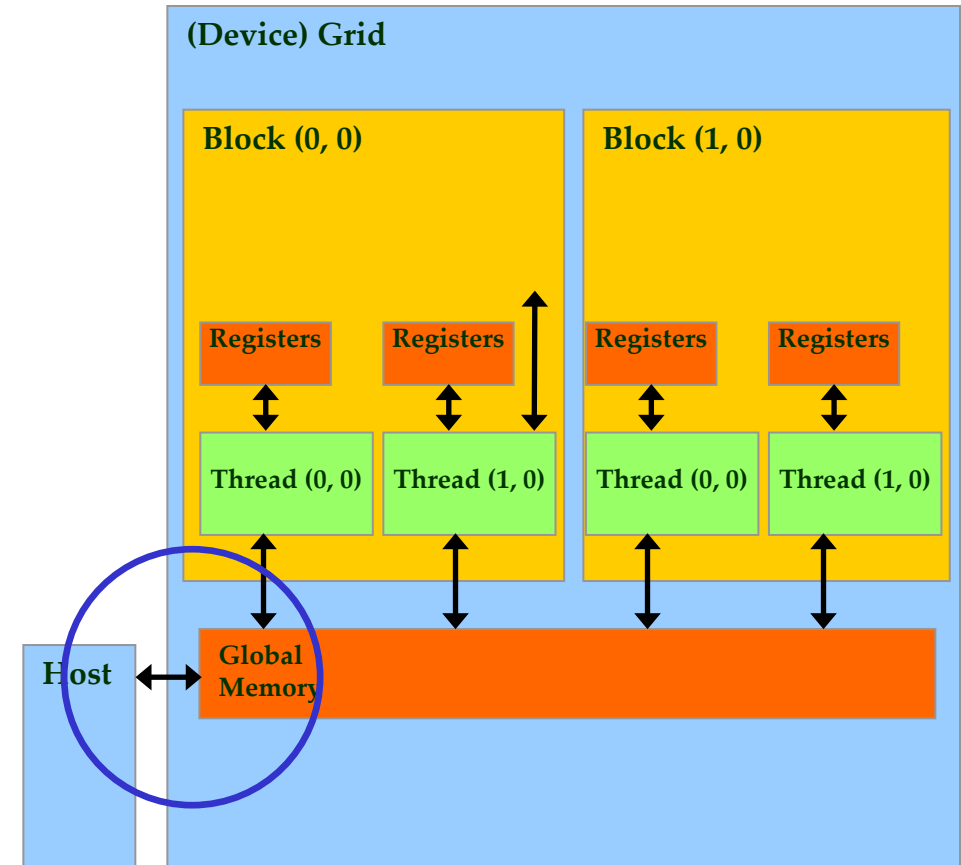 (Device) Grid
Block (0, 0)
Block (1, 0)
Registers
Registers
Registers
Registers
Thread (0, 0)
Thread (1, 0)
Thread (0, 0)
Thread (1, 0)
Host
Global
Memory